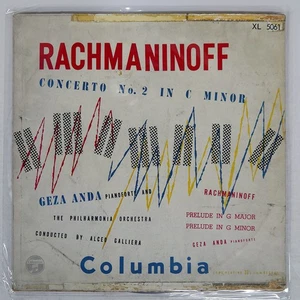 XL 5061
RACHMANINOFF
CONCERTO No. 2 IN C MINOR
GEZA ANDA PIANOFORTE AND
THE PHILHARMONIA ORCHESTRA
CONDUCTED BY ALCEO GALLIERA
RACHMANINOFF
PRELUDE IN G MAJOR
PRELUDE IN G MINOR
GEZA ANDA PIANOFORTE
Columbia